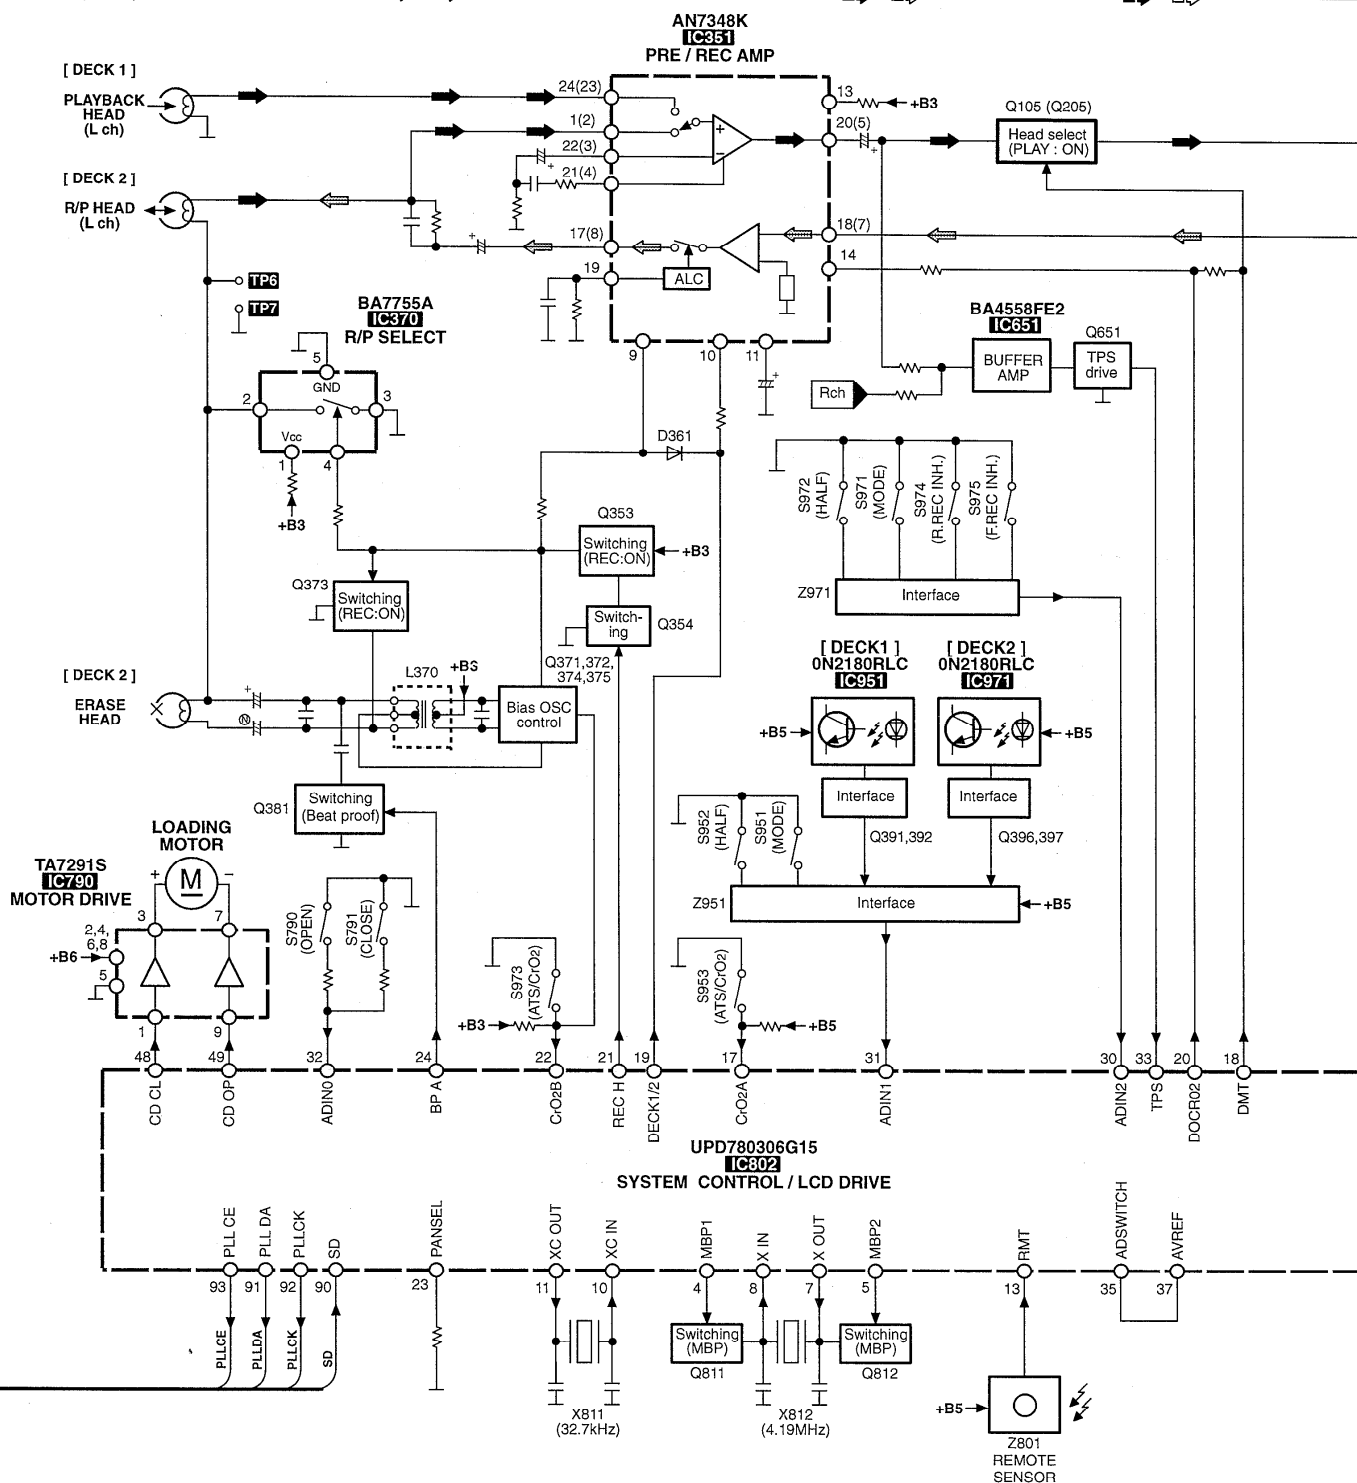 AN7348K
IC351
PRE / REC AMP
[ DECK 1 ]
PLAYBACK
HEAD
(L ch)
24(23)
13
+B3
Q105 (Q205)
1(2)
20(5)
Head select
(PLAY : ON)
+
−
+
22(3)
+
21(4)
[ DECK 2 ]
R/P HEAD
(L ch)
18(7)
+
17(8)
14
19
ALC
TP6
TP7
BA7755A
IC370
R/P SELECT
BA4558FE2
IC651
Q651
5
GND
9
10
11
+
BUFFER
AMP
TPS
drive
Rch
2
3
Vcc
1
4
D361
+B3
S972
(HALF)
S971
(MODE)
S974
(R.REC INH.)
S975
(F.REC INH.)
Q353
Switching
(REC:ON)
+B3
Q373
Switching
(REC:ON)
Z971
Interface
Switch-
ing
Q354
[ DECK1 ]
0N2180RLC
IC951
[ DECK2 ]
0N2180RLC
IC971
[ DECK 2 ]
ERASE
HEAD
+
N
L370
+BS
Q371,372,
374,375
Bias OSC
control
+B5
+B5
Q381
Switching
(Beat proof)
Interface
Interface
S952
(HALF)
S951
(MODE)
Q391,392
Q396,397
LOADING
MOTOR
TA7291S
IC790
MOTOR DRIVE
+
M
−
3
7
2,4,
6,8
+B6
5
1
9
S790
(OPEN)
S791
(CLOSE)
Z951
Interface
+B5
S973
(ATS/CrO2)
+B3
S953
(ATS/CrO2)
+B5
48
49
32
24
22
21
19
17
31
30
33
20
18
CD CL
CD OP
ADIN0
BP A
CrO2B
REC H
DECK1/2
CrO2A
ADIN1
ADIN2
TPS
DOCR02
DMT
UPD780306G15
IC802
SYSTEM CONTROL / LCD DRIVE
PLL CE
PLL DA
PLLCK
SD
PANSEL
XC OUT
XC IN
MBP1
X IN
X OUT
MBP2
RMT
ADSWITCH
AVREF
93
91
92
90
23
11
10
4
8
7
5
13
35
37
PLLCE
PLLDA
PLLCK
SD
Switching
(MBP)
Q811
Switching
(MBP)
Q812
X811
(32.7kHz)
X812
(4.19MHz)
+B5
Z801
REMOTE
SENSOR